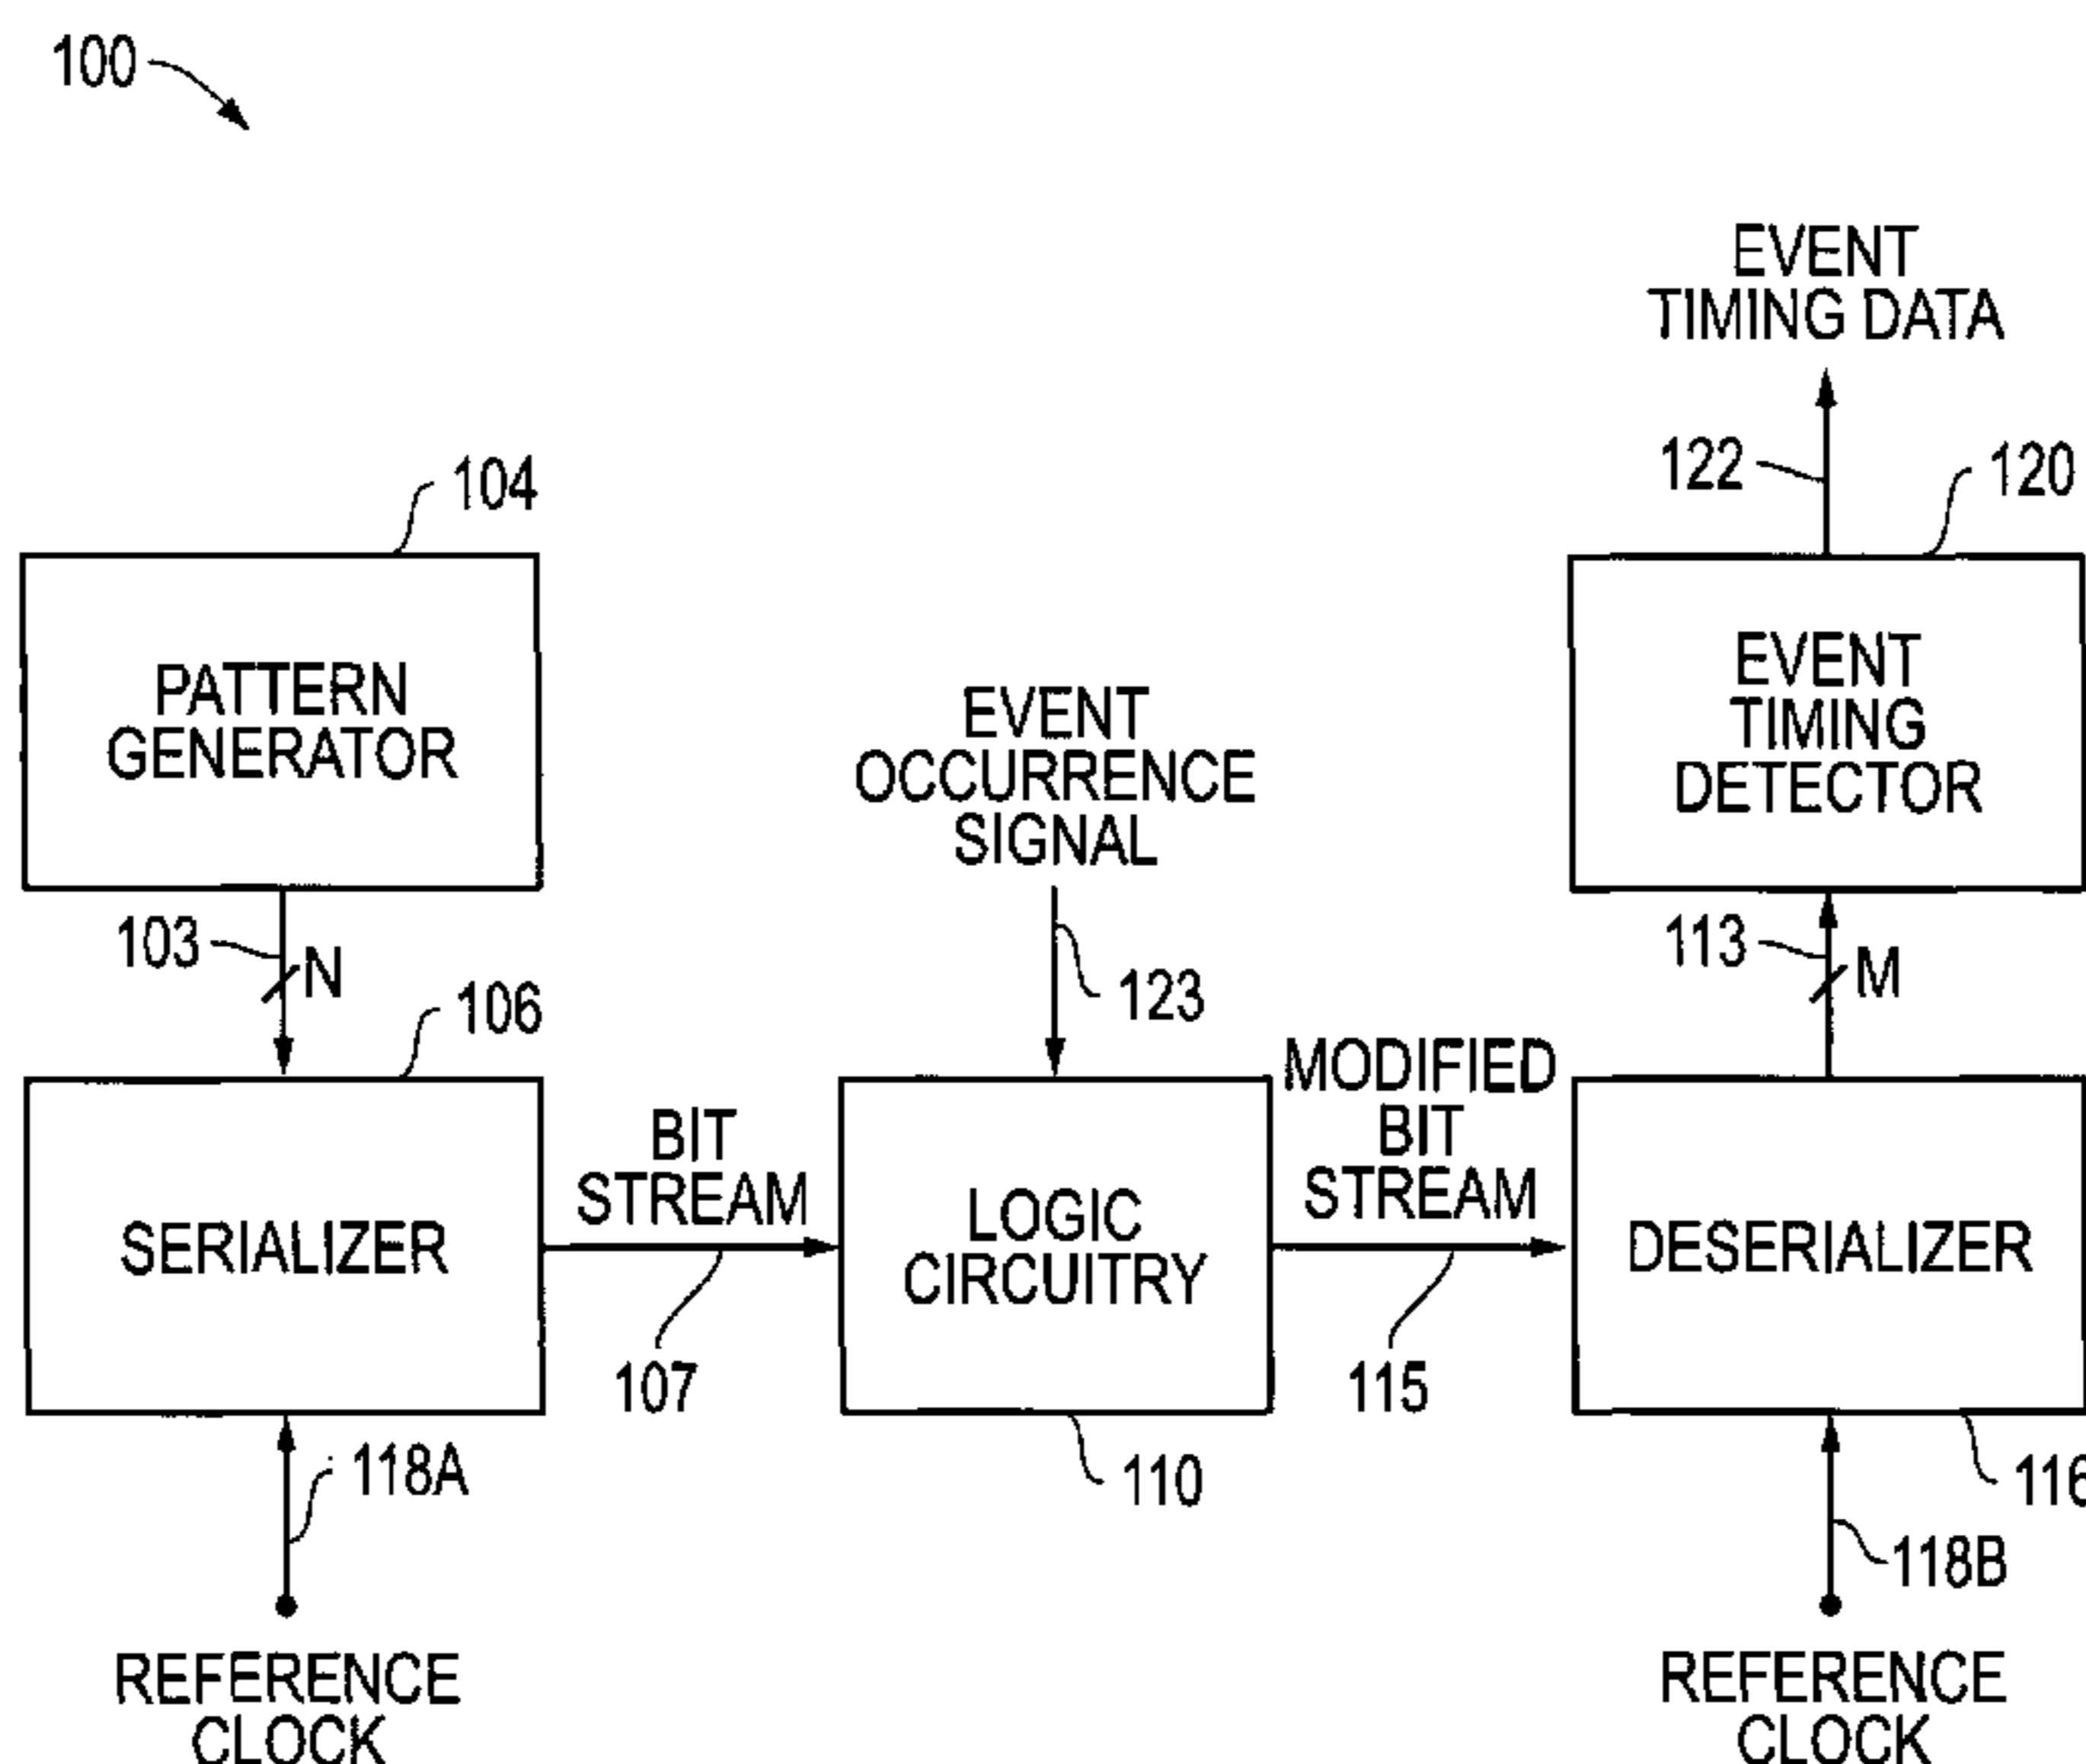 100
EVENT
TIMING DATA
122
120
104
PATTERN
GENERATOR
EVENT
OCCURRENCE
SIGNAL
EVENT
TIMING
DETECTOR
103
N
123
113
M
106
SERIALIZER
BIT
STREAM
107
LOGIC
CIRCUITRY
MODIFIED
BIT
STREAM
115
DESERIALIZER
118A
110
116
118B
REFERENCE
CLOCK
REFERENCE
CLOCK